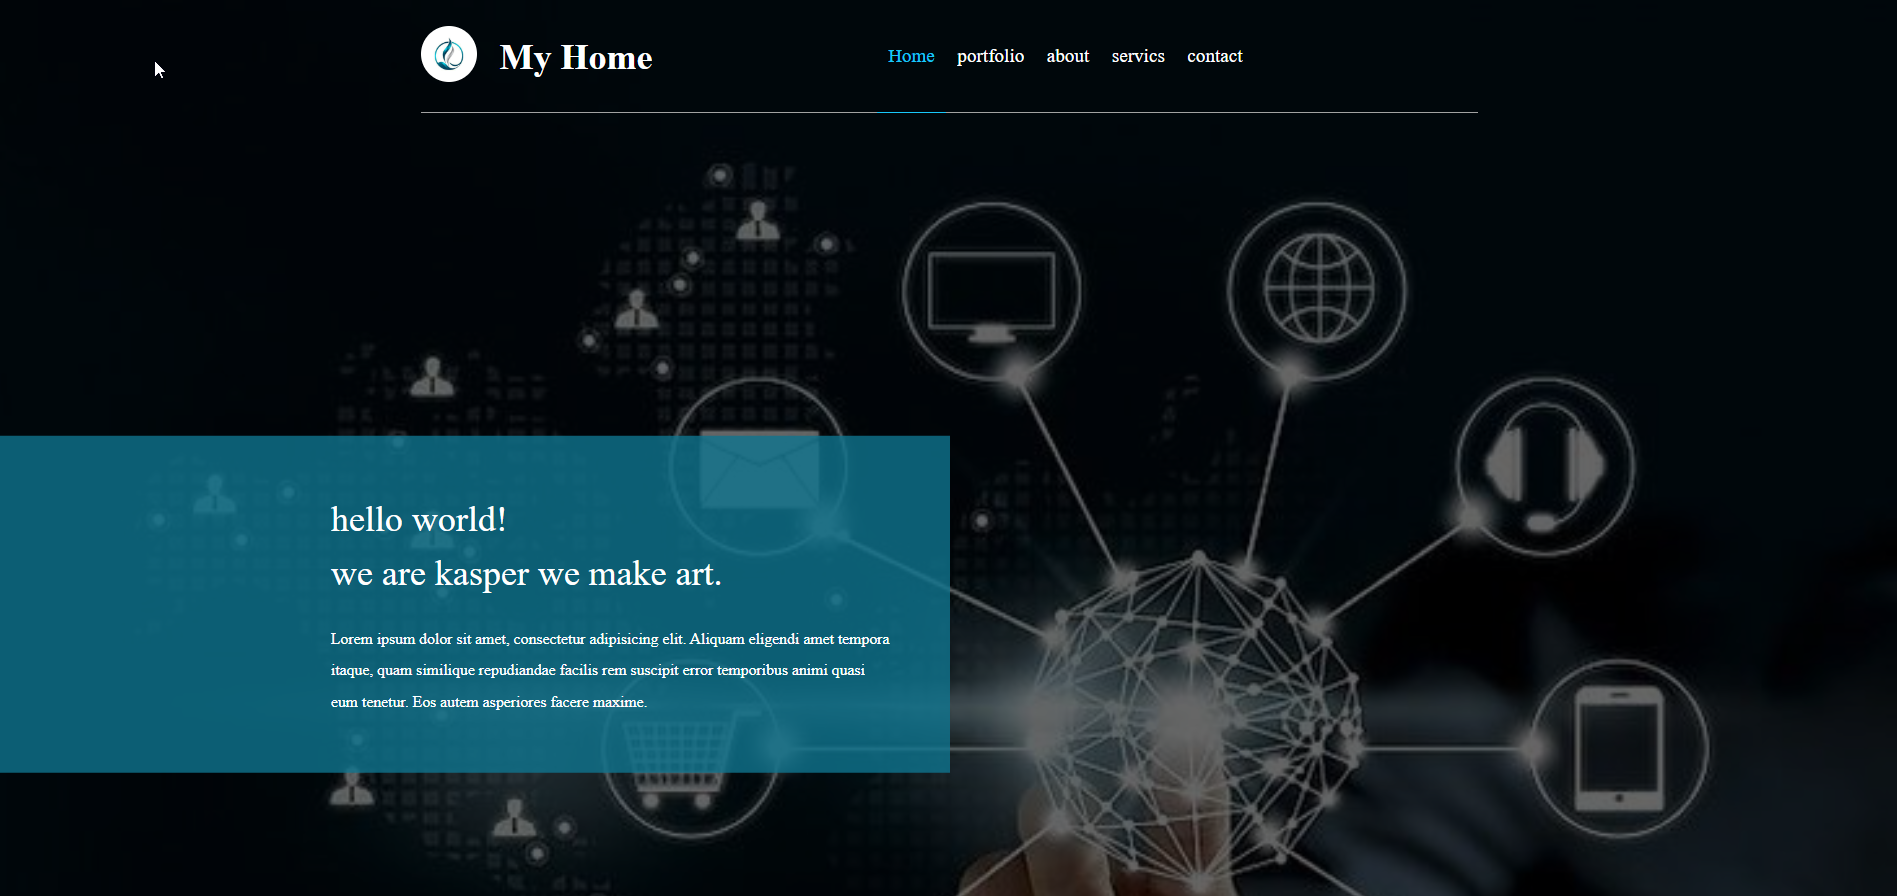 My Home
Home portfolio about servics contact
hello world!
we are kasper we make art.
Lorem ipsum dolor sit amet, consectetur adipisicing elit. Aliquam eligendi amet tempora
itaque, quam similique repudiandae facilis rem suscipit error temporibus animi quasi
eum tenetur. Eos autem asperiores facere maxime.